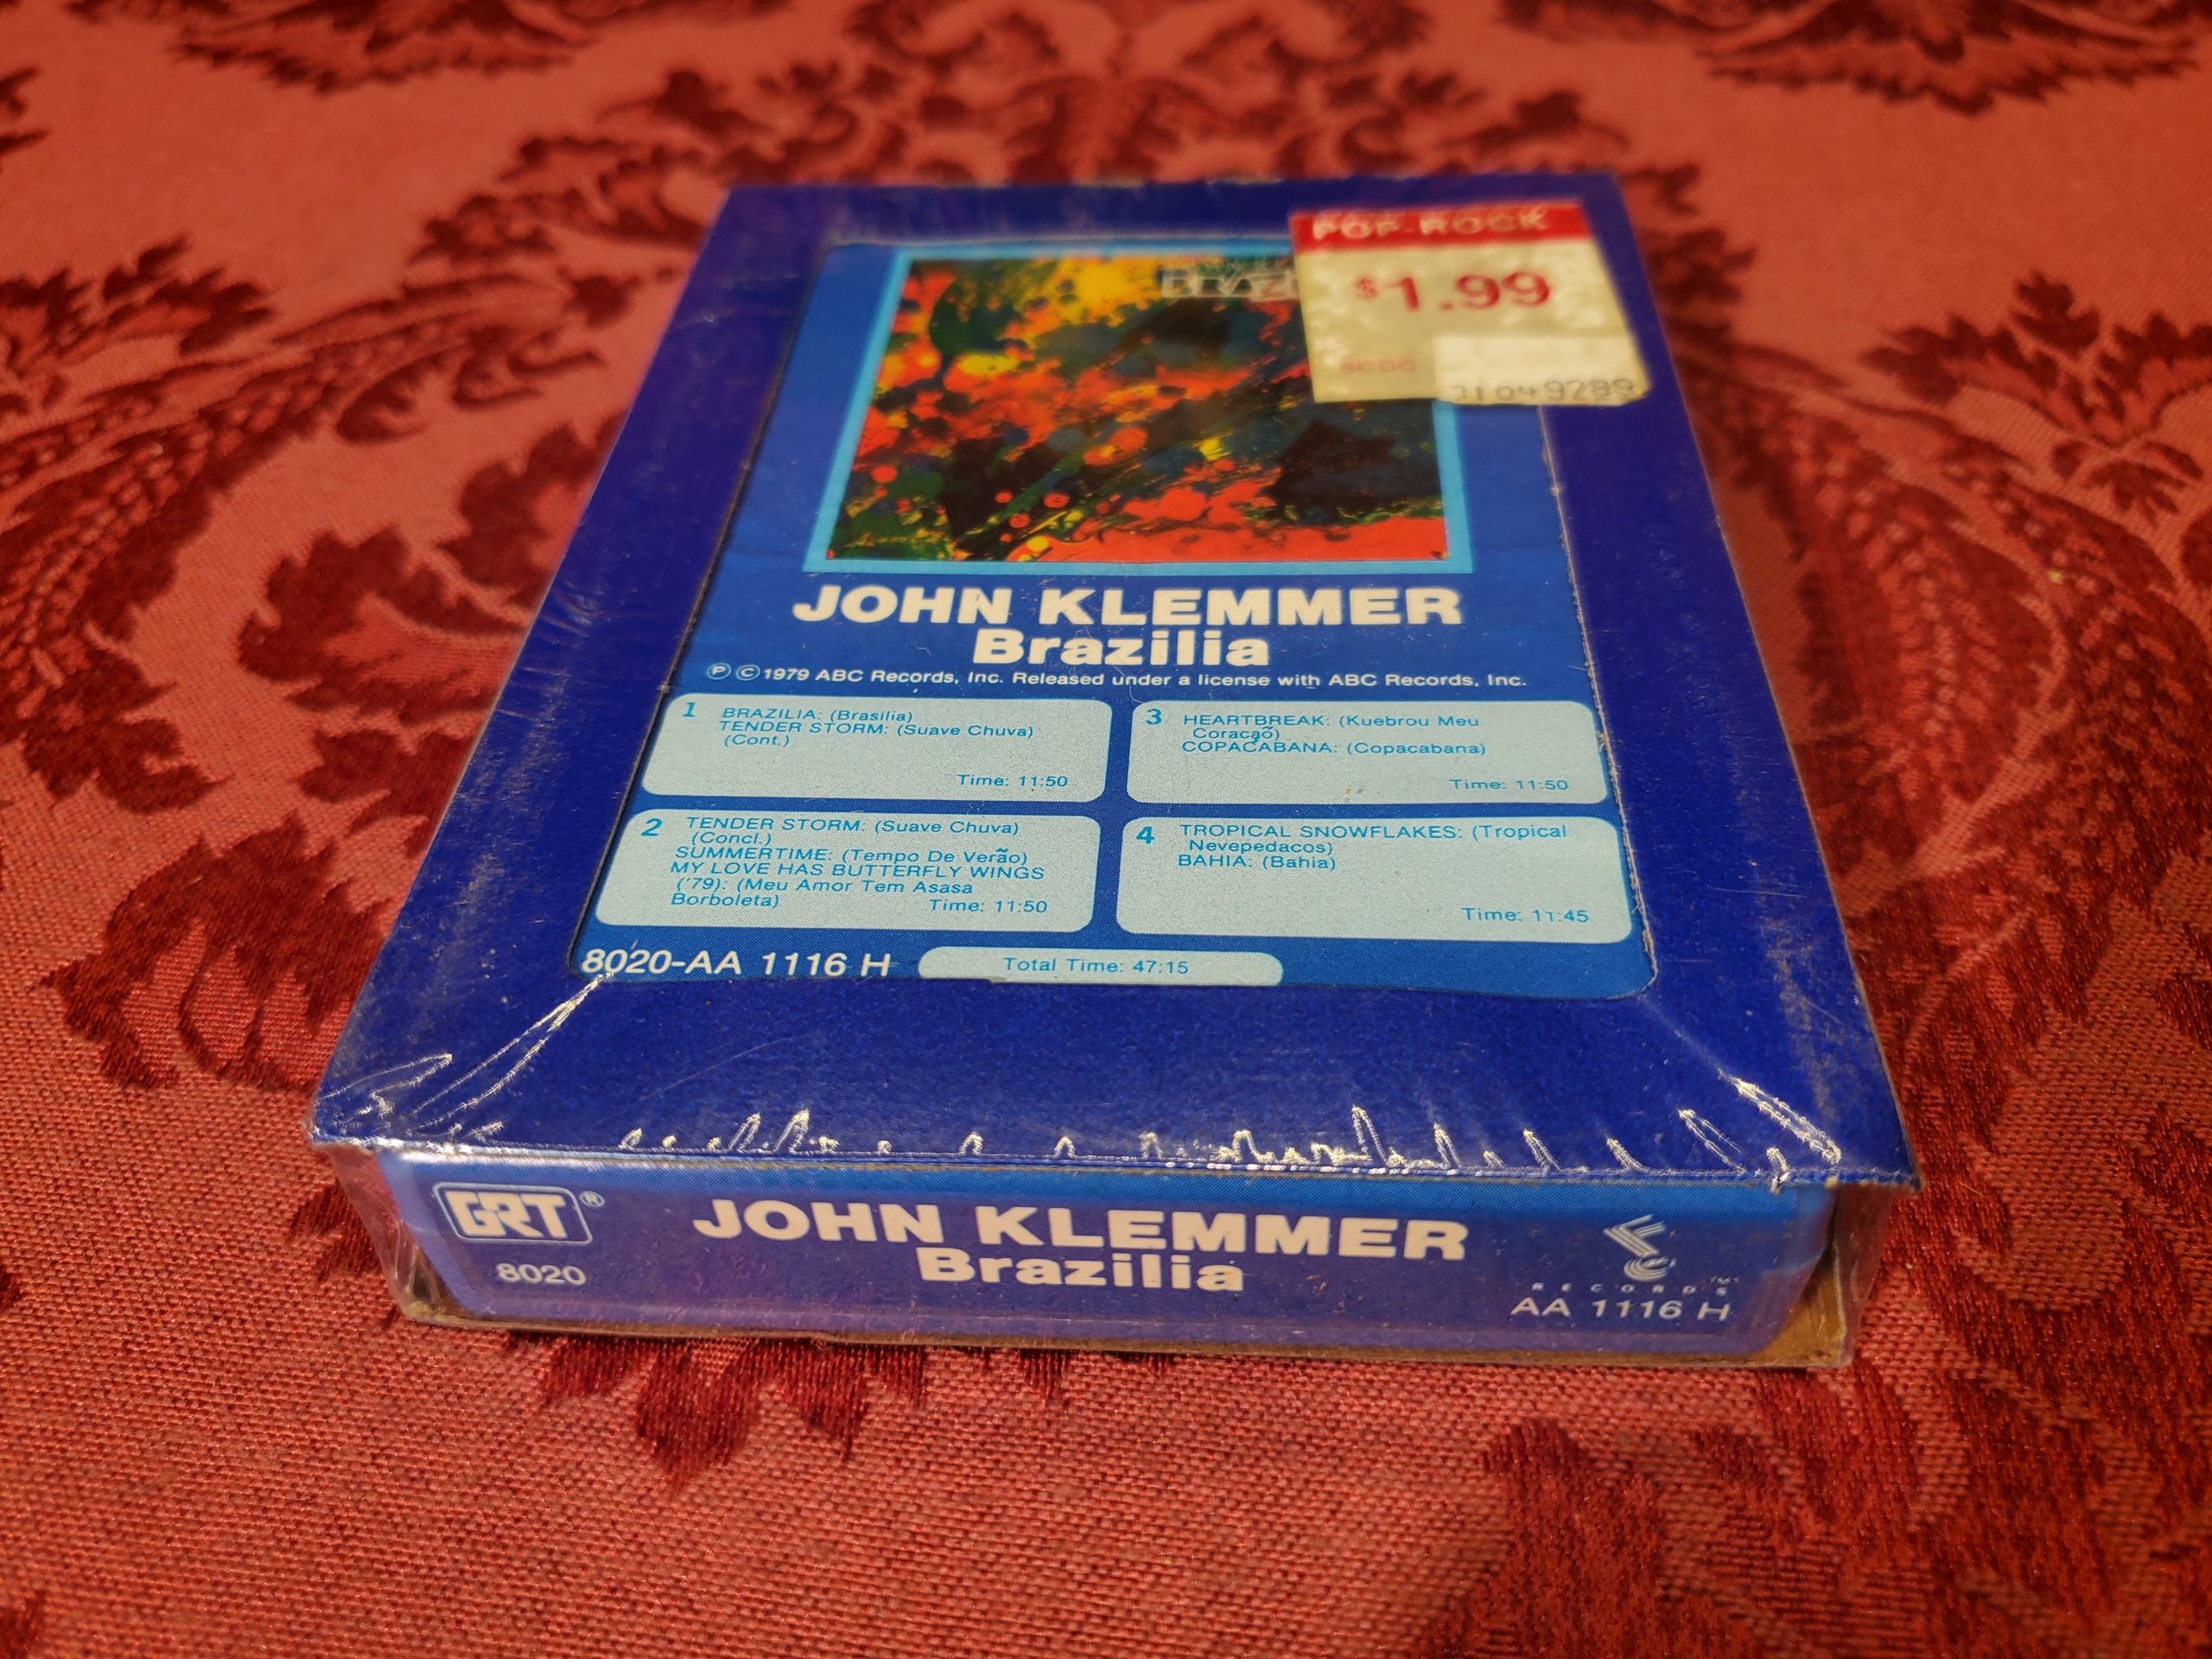 POP-ROCK
$1.99
BRAZ
JOHN KLEMMER
Brazilia
Ⓟ ©1979 ABC Records, Inc. Released under a license with ABC Records, Inc.
1 BRAZILIA: (Brasilia)
TENDER STORM: (Suave Chuva)
(Cont.)
Time: 11:50
2 TENDER STORM: (Suave Chuva)
(Concl.)
SUMMERTIME: (Tempo De Verão)
MY LOVE HAS BUTTERFLY WINGS
('79): (Meu Amor Tem Asasa
Borboleta)
Time: 11:50
3 HEARTBREAK: (Kuebrou Meu
Coração)
COPACABANA: (Copacabana)
Time: 11:50
4 TROPICAL SNOWFLAKES: (Tropical
Nevepedacos)
BAHIA: (Bahia)
Time: 11:45
8020-AA 1116 H
Total Time: 47:15
GRT®
8020
JOHN KLEMMER
Brazilia
RECORDS™
AA 1116 H